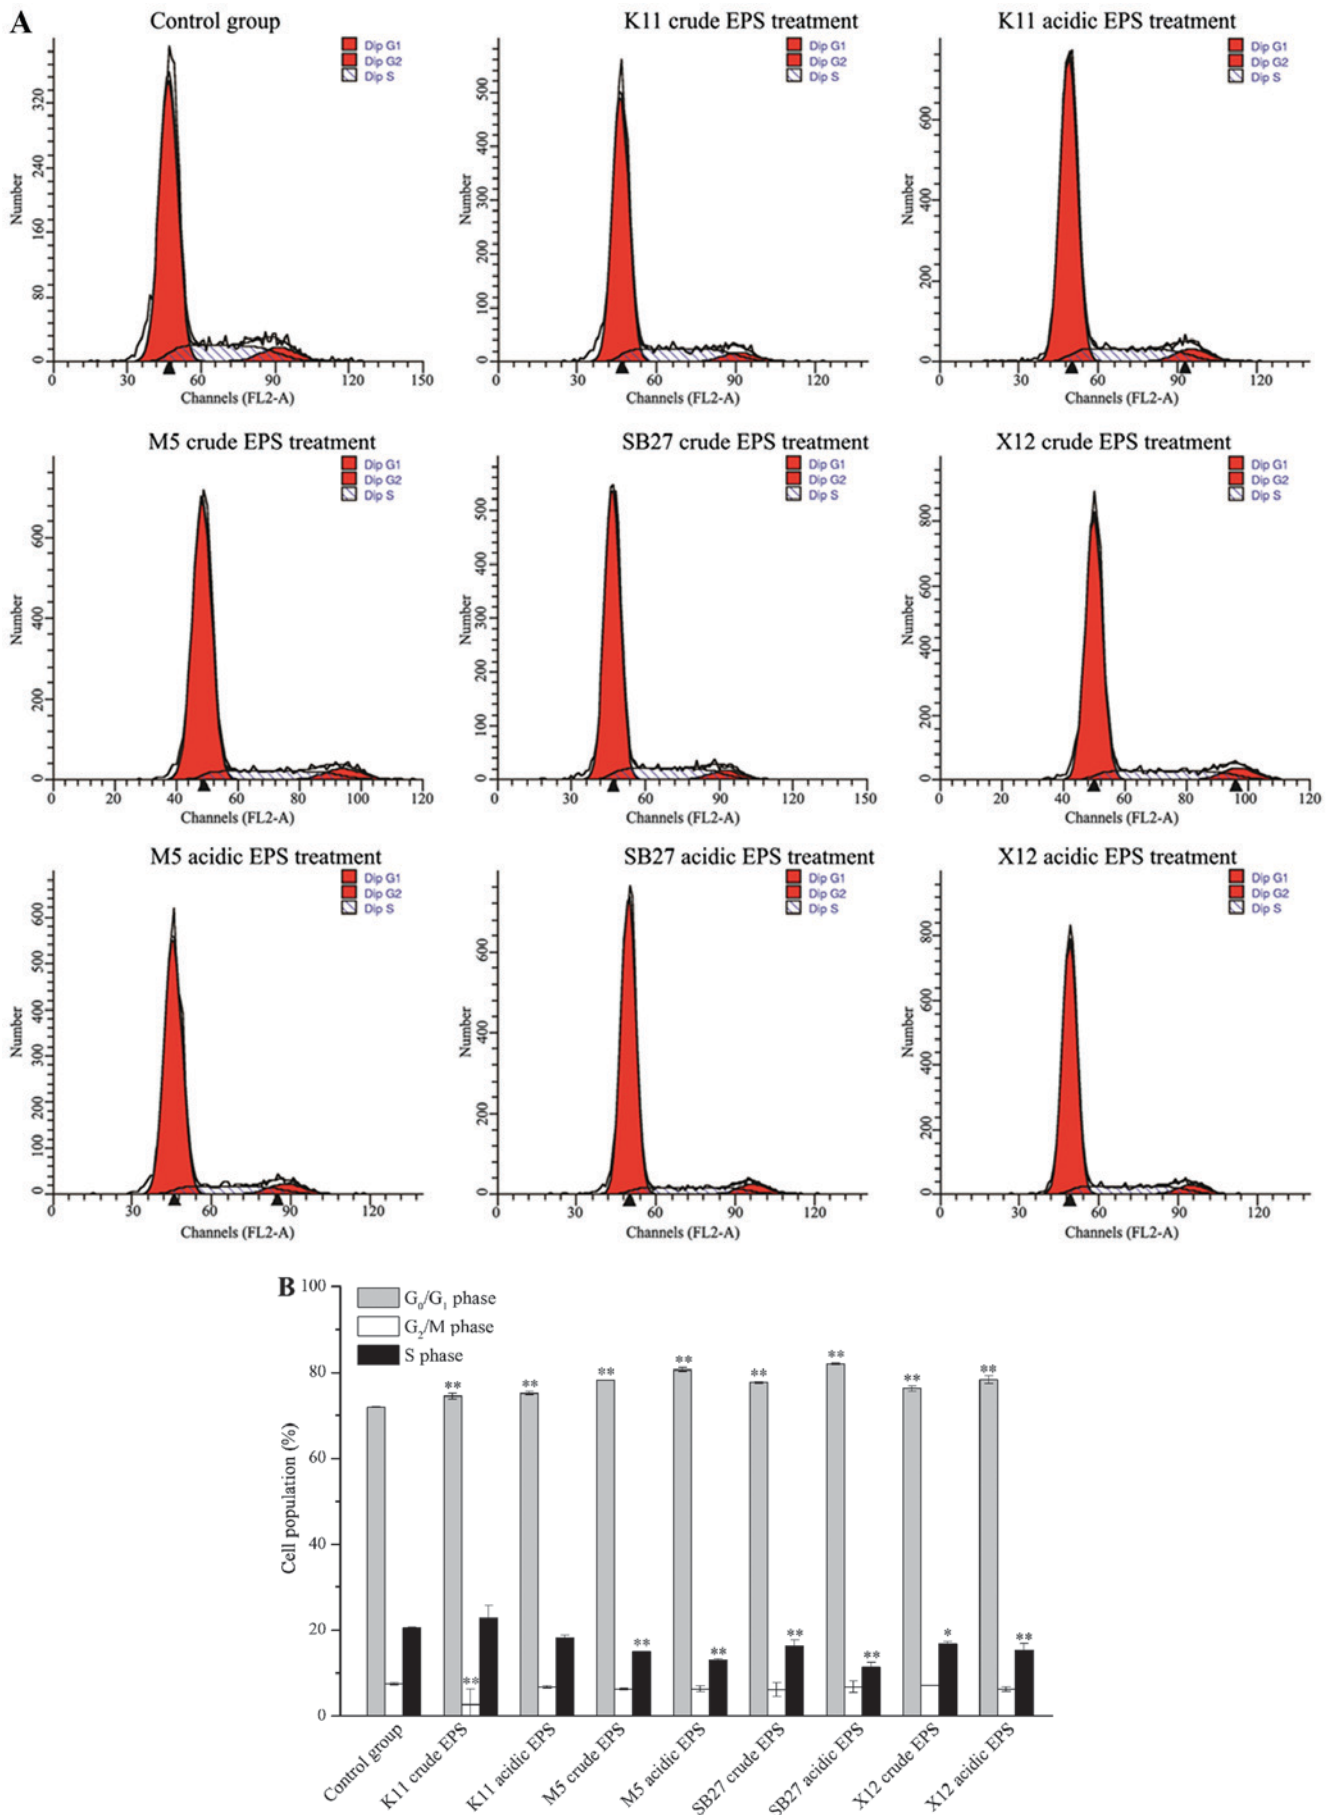 A
Control group
Dip G1
Dip G2
Dip S
Number
320
240
160
80
0
0 30 60 90 120 150
Channels (FL2-A)
K11 crude EPS treatment
Dip G1
Dip G2
Dip S
Number
500
400
300
200
100
0
0 30 60 90 120
Channels (FL2-A)
K11 acidic EPS treatment
Dip G1
Dip G2
Dip S
Number
600
400
200
0
0 30 60 90 120
Channels (FL2-A)
M5 crude EPS treatment
Dip G1
Dip G2
Dip S
Number
600
400
200
0
0 20 40 60 80 100 120
Channels (FL2-A)
SB27 crude EPS treatment
Dip G1
Dip G2
Dip S
Number
500
400
300
200
100
0
0 30 60 90 120 150
Channels (FL2-A)
X12 crude EPS treatment
Dip G1
Dip G2
Dip S
Number
800
600
400
200
0
0 20 40 60 80 100 120
Channels (FL2-A)
M5 acidic EPS treatment
Dip G1
Dip G2
Dip S
Number
600
500
400
300
200
100
0
0 30 60 90 120
Channels (FL2-A)
SB27 acidic EPS treatment
Dip G1
Dip G2
Dip S
Number
600
400
200
0
0 30 60 90 120
Channels (FL2-A)
X12 acidic EPS treatment
Dip G1
Dip G2
Dip S
Number
800
600
400
200
0
0 30 60 90 120
Channels (FL2-A)
B
G₀/G₁ phase
G₂/M phase
S phase
Cell population (%)
100
80
60
40
20
0
** ** ** ** ** ** ** **
** ** ** ** ** * **
Control group
K11 crude EPS
K11 acidic EPS
M5 crude EPS
M5 acidic EPS
SB27 crude EPS
SB27 acidic EPS
X12 crude EPS
X12 acidic EPS